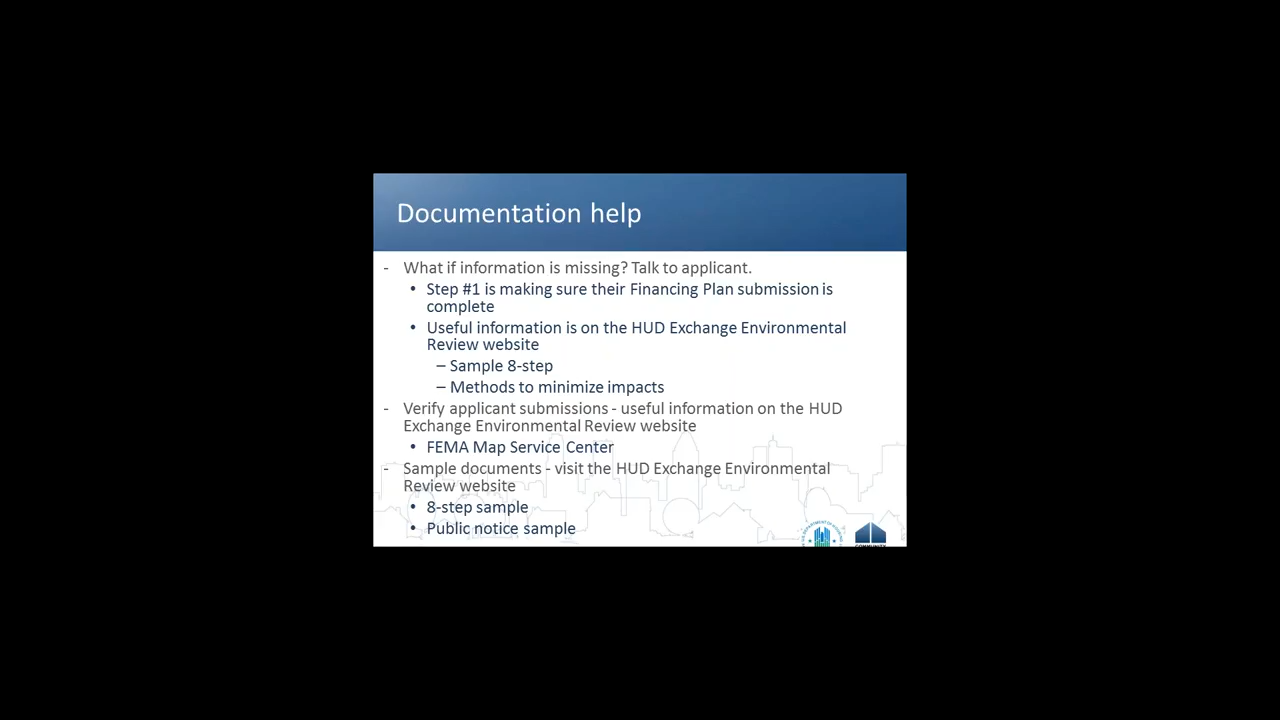 Documentation help
- What if information is missing? Talk to applicant.
• Step #1 is making sure their Financing Plan submission is
complete
• Useful information is on the HUD Exchange Environmental
Review website
– Sample 8-step
– Methods to minimize impacts
- Verify applicant submissions - useful information on the HUD
Exchange Environmental Review website
• FEMA Map Service Center
- Sample documents - visit the HUD Exchange Environmental
Review website
• 8-step sample
• Public notice sample
COMMUNITY